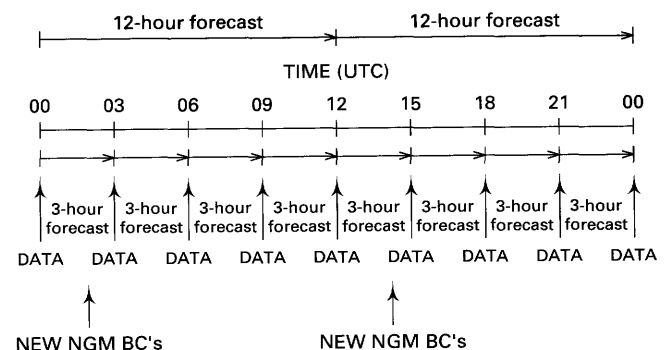 12-hour forecast 12-hour forecast
TIME (UTC)
00 03 06 09 12 15 18 21 00
3-hour 3-hour 3-hour 3-hour 3-hour 3-hour 3-hour 3-hour
forecast forecast forecast forecast forecast forecast forecast forecast
DATA DATA DATA DATA DATA DATA DATA DATA DATA
NEW NGM BC's NEW NGM BC's